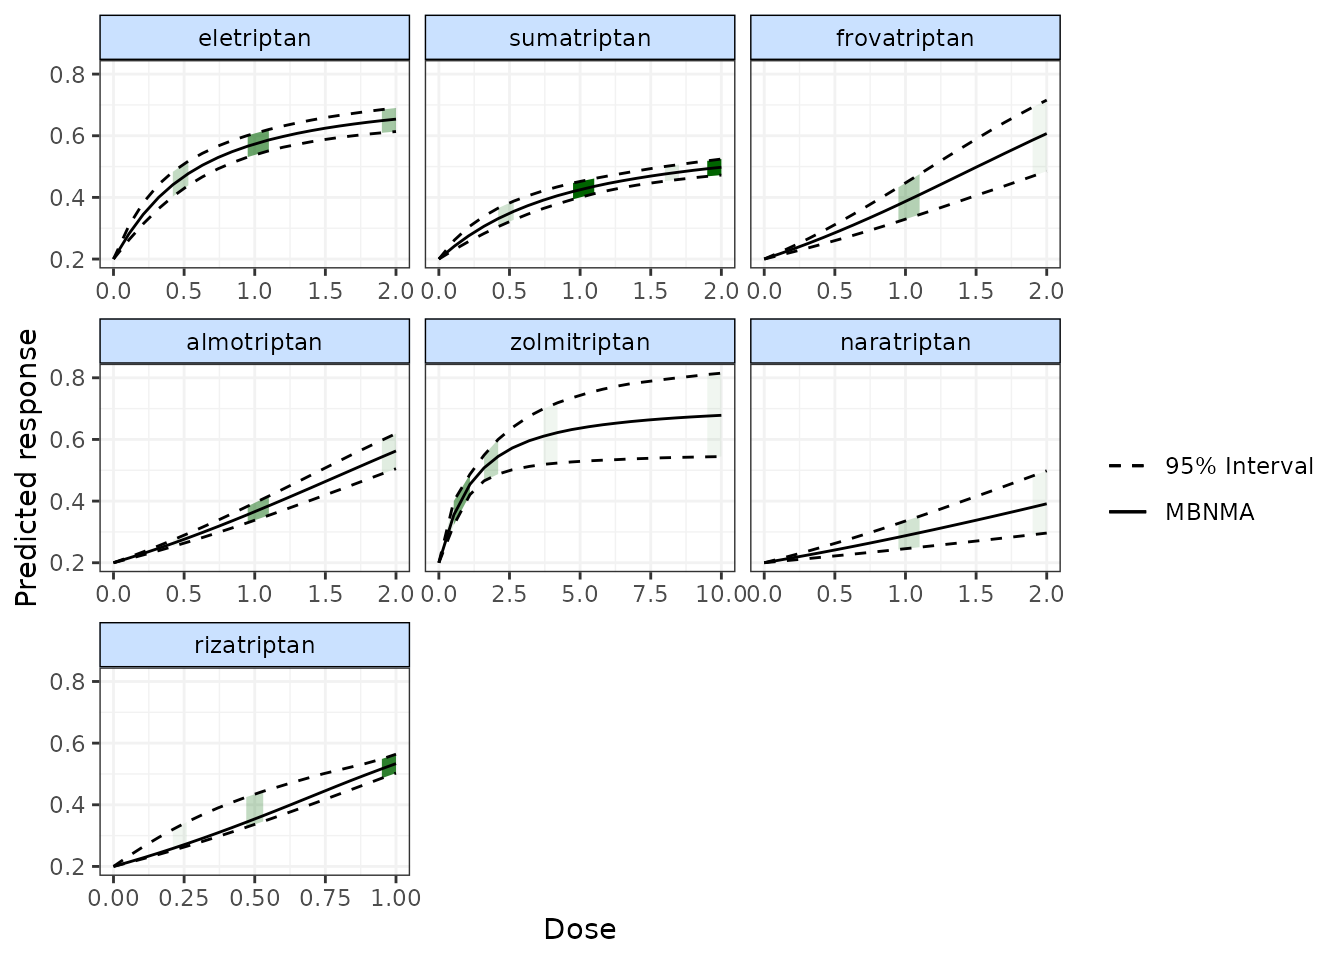 eletriptan sumatriptan frovatriptan
0.8
0.6
0.4
0.2
0.0 0.5 1.0 1.5 2.0 0.0 0.5 1.0 1.5 2.0 0.0 0.5 1.0 1.5 2.0
almotriptan zolmitriptan naratriptan
0.8
0.6
0.4
0.2
0.0 0.5 1.0 1.5 2.0 0.0 2.5 5.0 7.5 10.0 0.0 0.5 1.0 1.5 2.0
rizatriptan
0.8
0.6
0.4
0.2
0.00 0.25 0.50 0.75 1.00
Dose
Predicted response
95% Interval
MBNMA